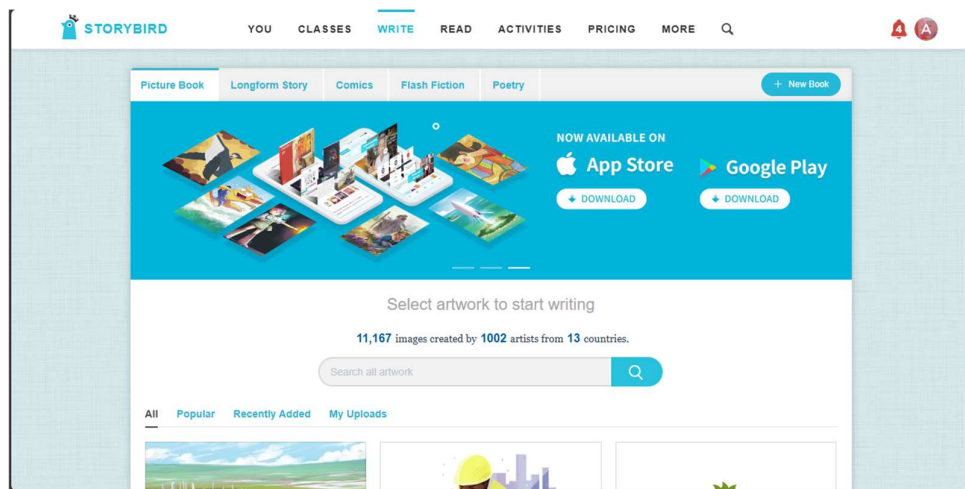 STORYBIRD YOU CLASSES WRITE READ ACTIVITIES PRICING MORE 4 A
Picture Book Longform Story Comics Flash Fiction Poetry + New Book
NOW AVAILABLE ON
App Store Google Play
DOWNLOAD DOWNLOAD
Select artwork to start writing
11,167 images created by 1002 artists from 13 countries.
Search all artwork
All Popular Recently Added My Uploads